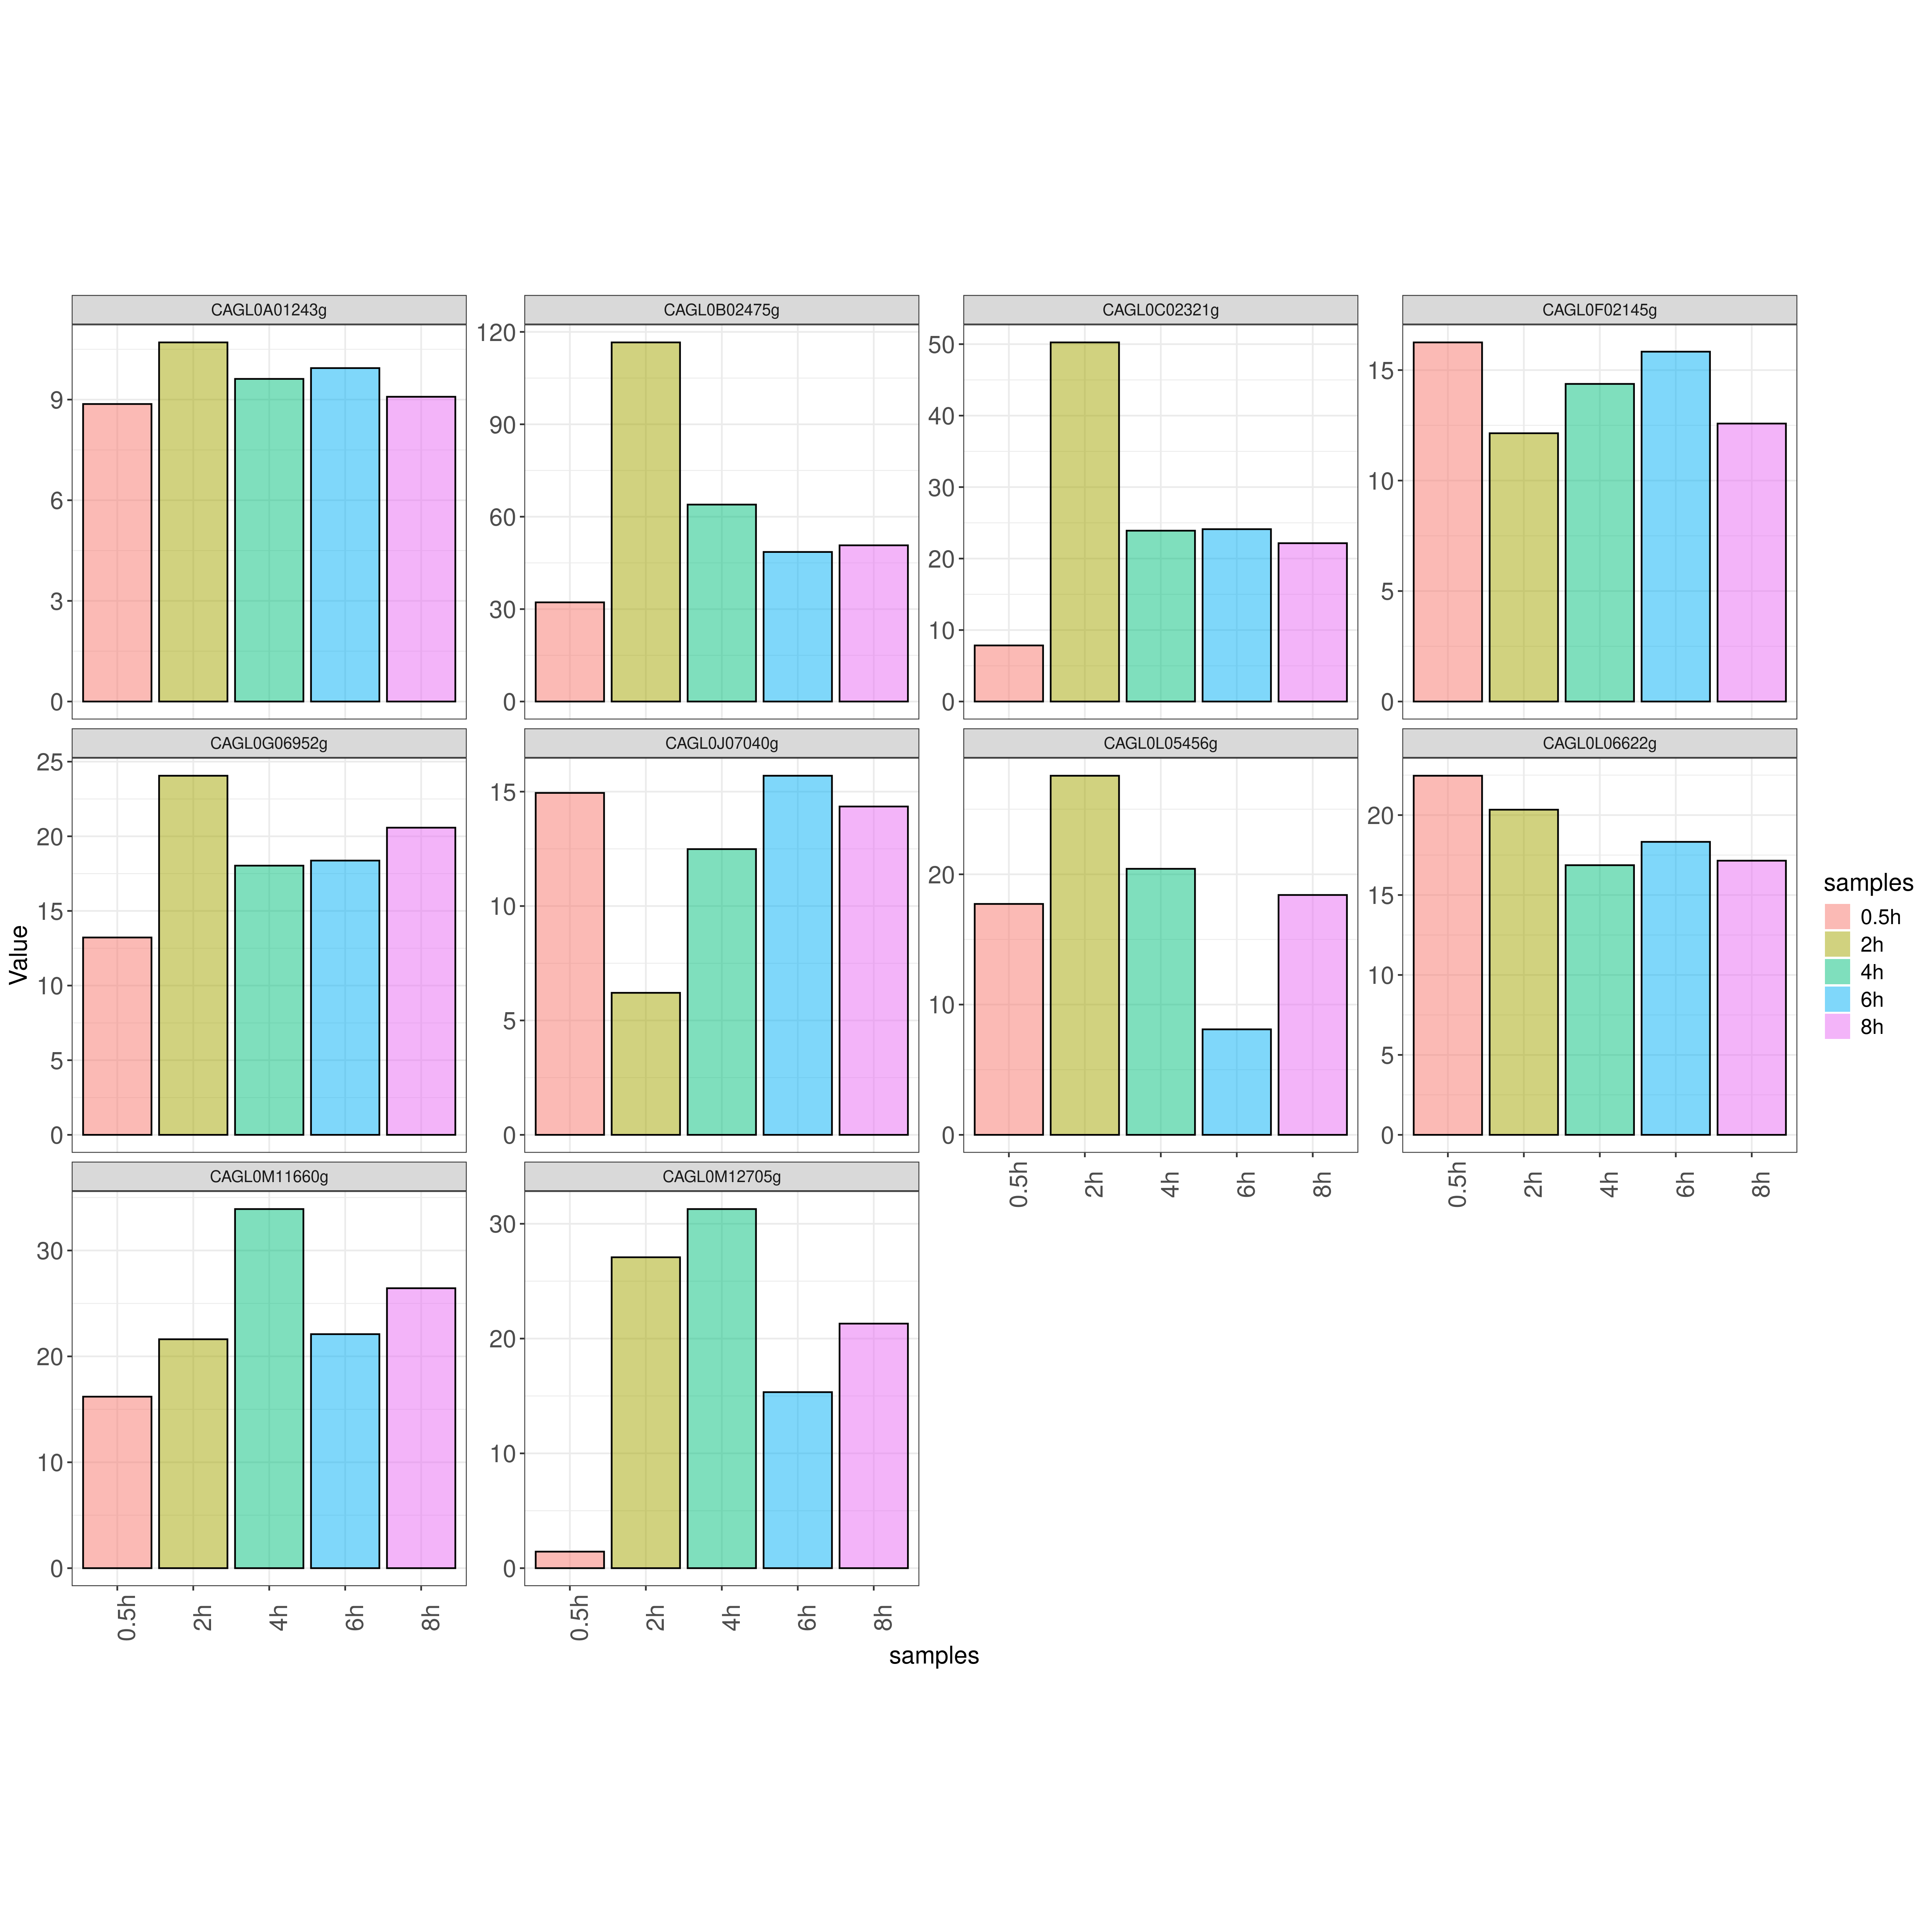 CAGL0A01243g
CAGL0B02475g
CAGL0C02321g
CAGL0F02145g
9
6
3
0
120
90
60
30
0
50
40
30
20
10
0
15
10
5
0
CAGL0G06952g
CAGL0J07040g
CAGL0L05456g
CAGL0L06622g
25
20
15
10
5
0
15
10
5
0
20
10
0
20
15
10
5
0
0.5h
2h
4h
6h
8h
0.5h
2h
4h
6h
8h
CAGL0M11660g
CAGL0M12705g
30
20
10
0
30
20
10
0
0.5h
2h
4h
6h
8h
0.5h
2h
4h
6h
8h
samples
Value
samples
0.5h
2h
4h
6h
8h